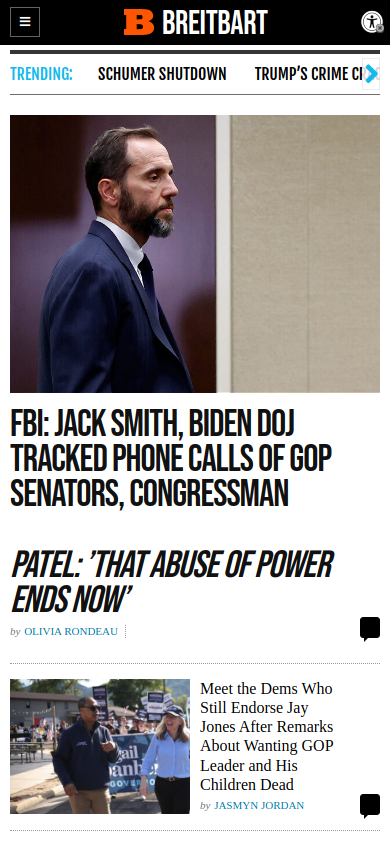 BREITBART
TRENDING: SCHUMER SHUTDOWN TRUMP'S CRIME
FBI: JACK SMITH, BIDEN DOJ
TRACKED PHONE CALLS OF GOP
SENATORS, CONGRESSMAN
PATEL: 'THAT ABUSE OF POWER
ENDS NOW'
by OLIVIA RONDEAU
Meet the Dems Who
Still Endorse Jay
Jones After Remarks
About Wanting GOP
Leader and His
Children Dead
by JASMYN JORDAN